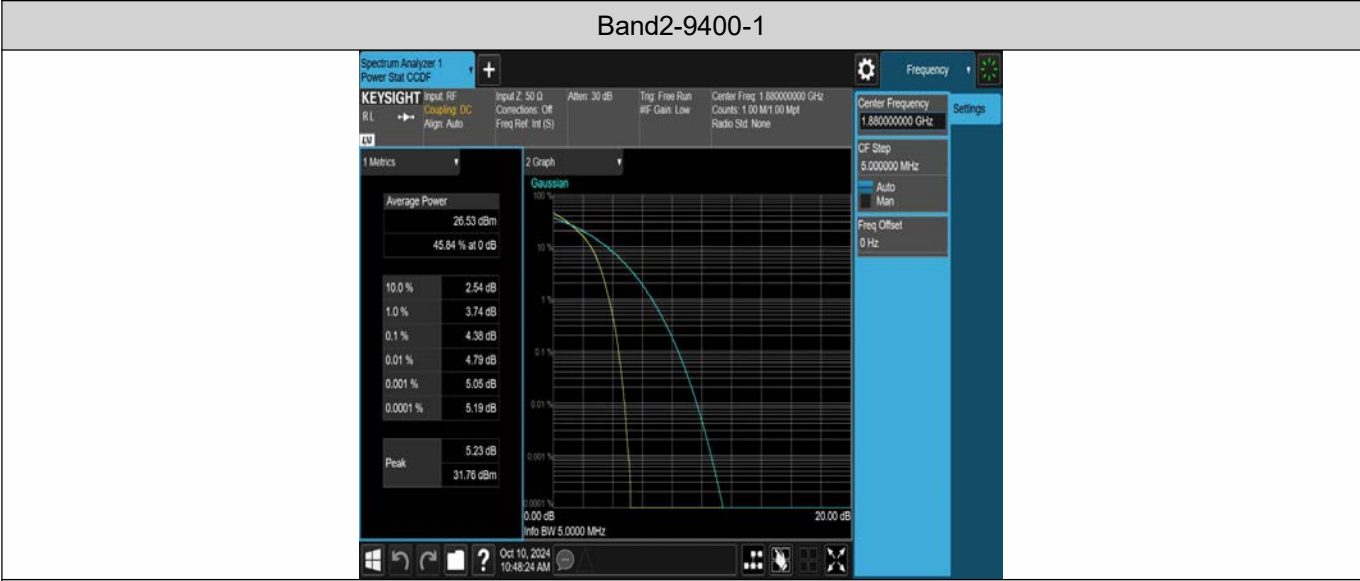 Band2-9400-1
Spectrum Analyzer 1
Power Stat CCDF
+
Frequency
KEYSIGHT
RL
LXI
Input: RF
Coupling: DC
Align: Auto
Input Z: 50 Ω
Corrections: Off
Freq Ref: Int (S)
Atten: 30 dB
Trig: Free Run
#IF Gain: Low
Center Freq: 1.880000000 GHz
Counts: 1.00 M/1.00 Mpt
Radio Std: None
Center Frequency
1.880000000 GHz
Settings
CF Step
5.000000 MHz
Auto
Man
Freq Offset
0 Hz
1 Metrics
Average Power
26.53 dBm
45.84 % at 0 dB
10.0 % 2.54 dB
1.0 % 3.74 dB
0.1 % 4.38 dB
0.01 % 4.79 dB
0.001 % 5.05 dB
0.0001 % 5.19 dB
Peak
5.23 dB
31.76 dBm
2 Graph
Gaussian
100 %
10 %
1 %
0.1 %
0.01 %
0.001 %
0.0001 %
0.00 dB 20.00 dB
Info BW 5.0000 MHz
?
Oct 10, 2024
10:48:24 AM